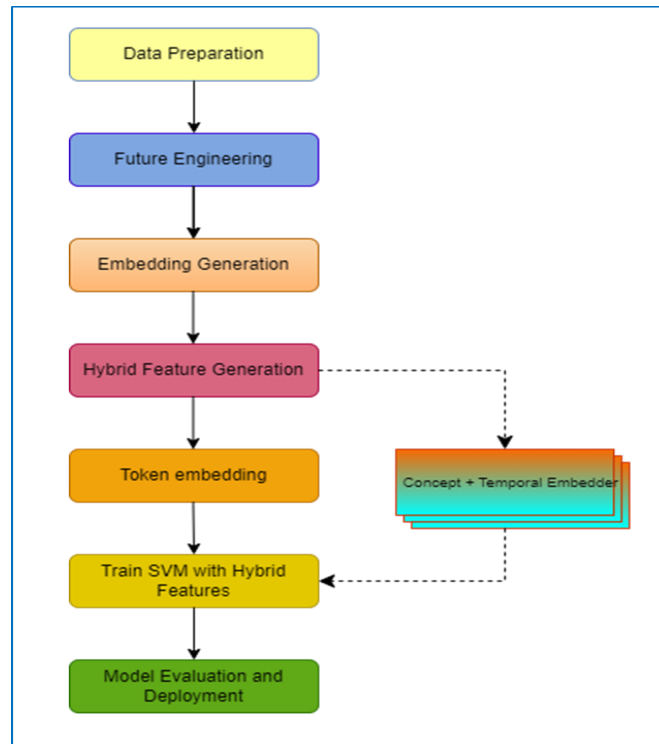 Data Preparation
Future Engineering
Embedding Generation
Hybrid Feature Generation
Token embedding
Concept + Temporal Embedder
Train SVM with Hybrid
Features
Model Evaluation and
Deployment